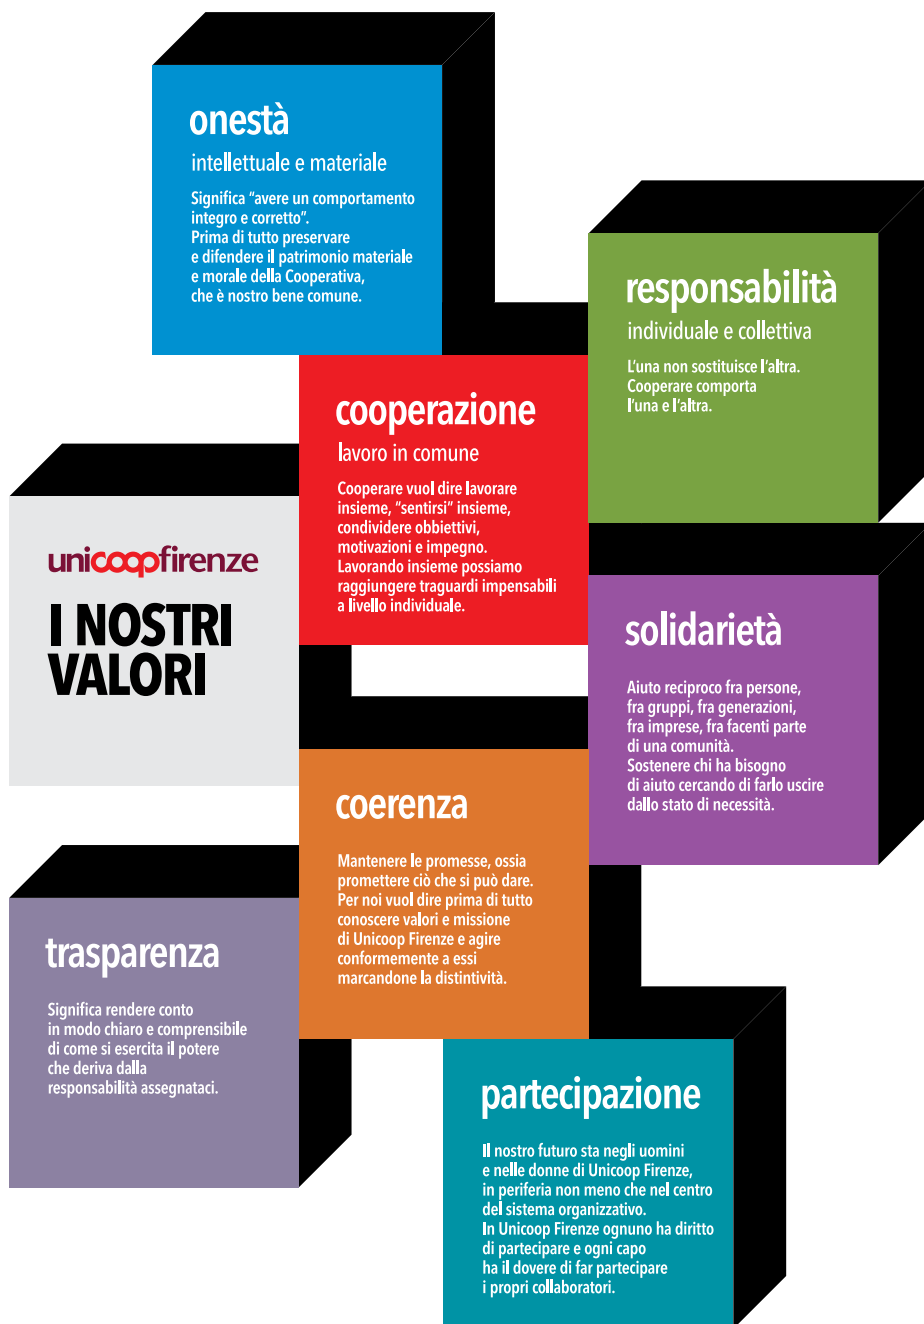 onestà
intellettuale e materiale
Significa "avere un comportamento
integro e corretto".
Prima di tutto preservare
e difendere il patrimonio materiale
e morale della Cooperativa,
che è nostro bene comune.
responsabilità
individuale e collettiva
L'una non sostituisce l'altra.
Cooperare comporta
l'una e l'altra.
cooperazione
lavoro in comune
Cooperare vuol dire lavorare
insieme, "sentirsi" insieme,
condividere obbiettivi,
motivazioni e impegno.
Lavorando insieme possiamo
raggiungere traguardi impensabili
a livello individuale.
unicoopfirenze
I NOSTRI
VALORI
solidarietà
Aiuto reciproco fra persone,
fra gruppi, fra generazioni,
fra imprese, fra facenti parte
di una comunità.
Sostenere chi ha bisogno
di aiuto cercando di farlo uscire
dallo stato di necessità.
coerenza
Mantenere le promesse, ossia
promettere ciò che si può dare.
Per noi vuol dire prima di tutto
conoscere valori e missione
di Unicoop Firenze e agire
conformemente a essi
marcandone la distintività.
trasparenza
Significa rendere conto
in modo chiaro e comprensibile
di come si esercita il potere
che deriva dalla
responsabilità assegnataci.
partecipazione
Il nostro futuro sta negli uomini
e nelle donne di Unicoop Firenze,
in periferia non meno che nel centro
del sistema organizzativo.
In Unicoop Firenze ognuno ha diritto
di partecipare e ogni capo
ha il dovere di far partecipare
i propri collaboratori.